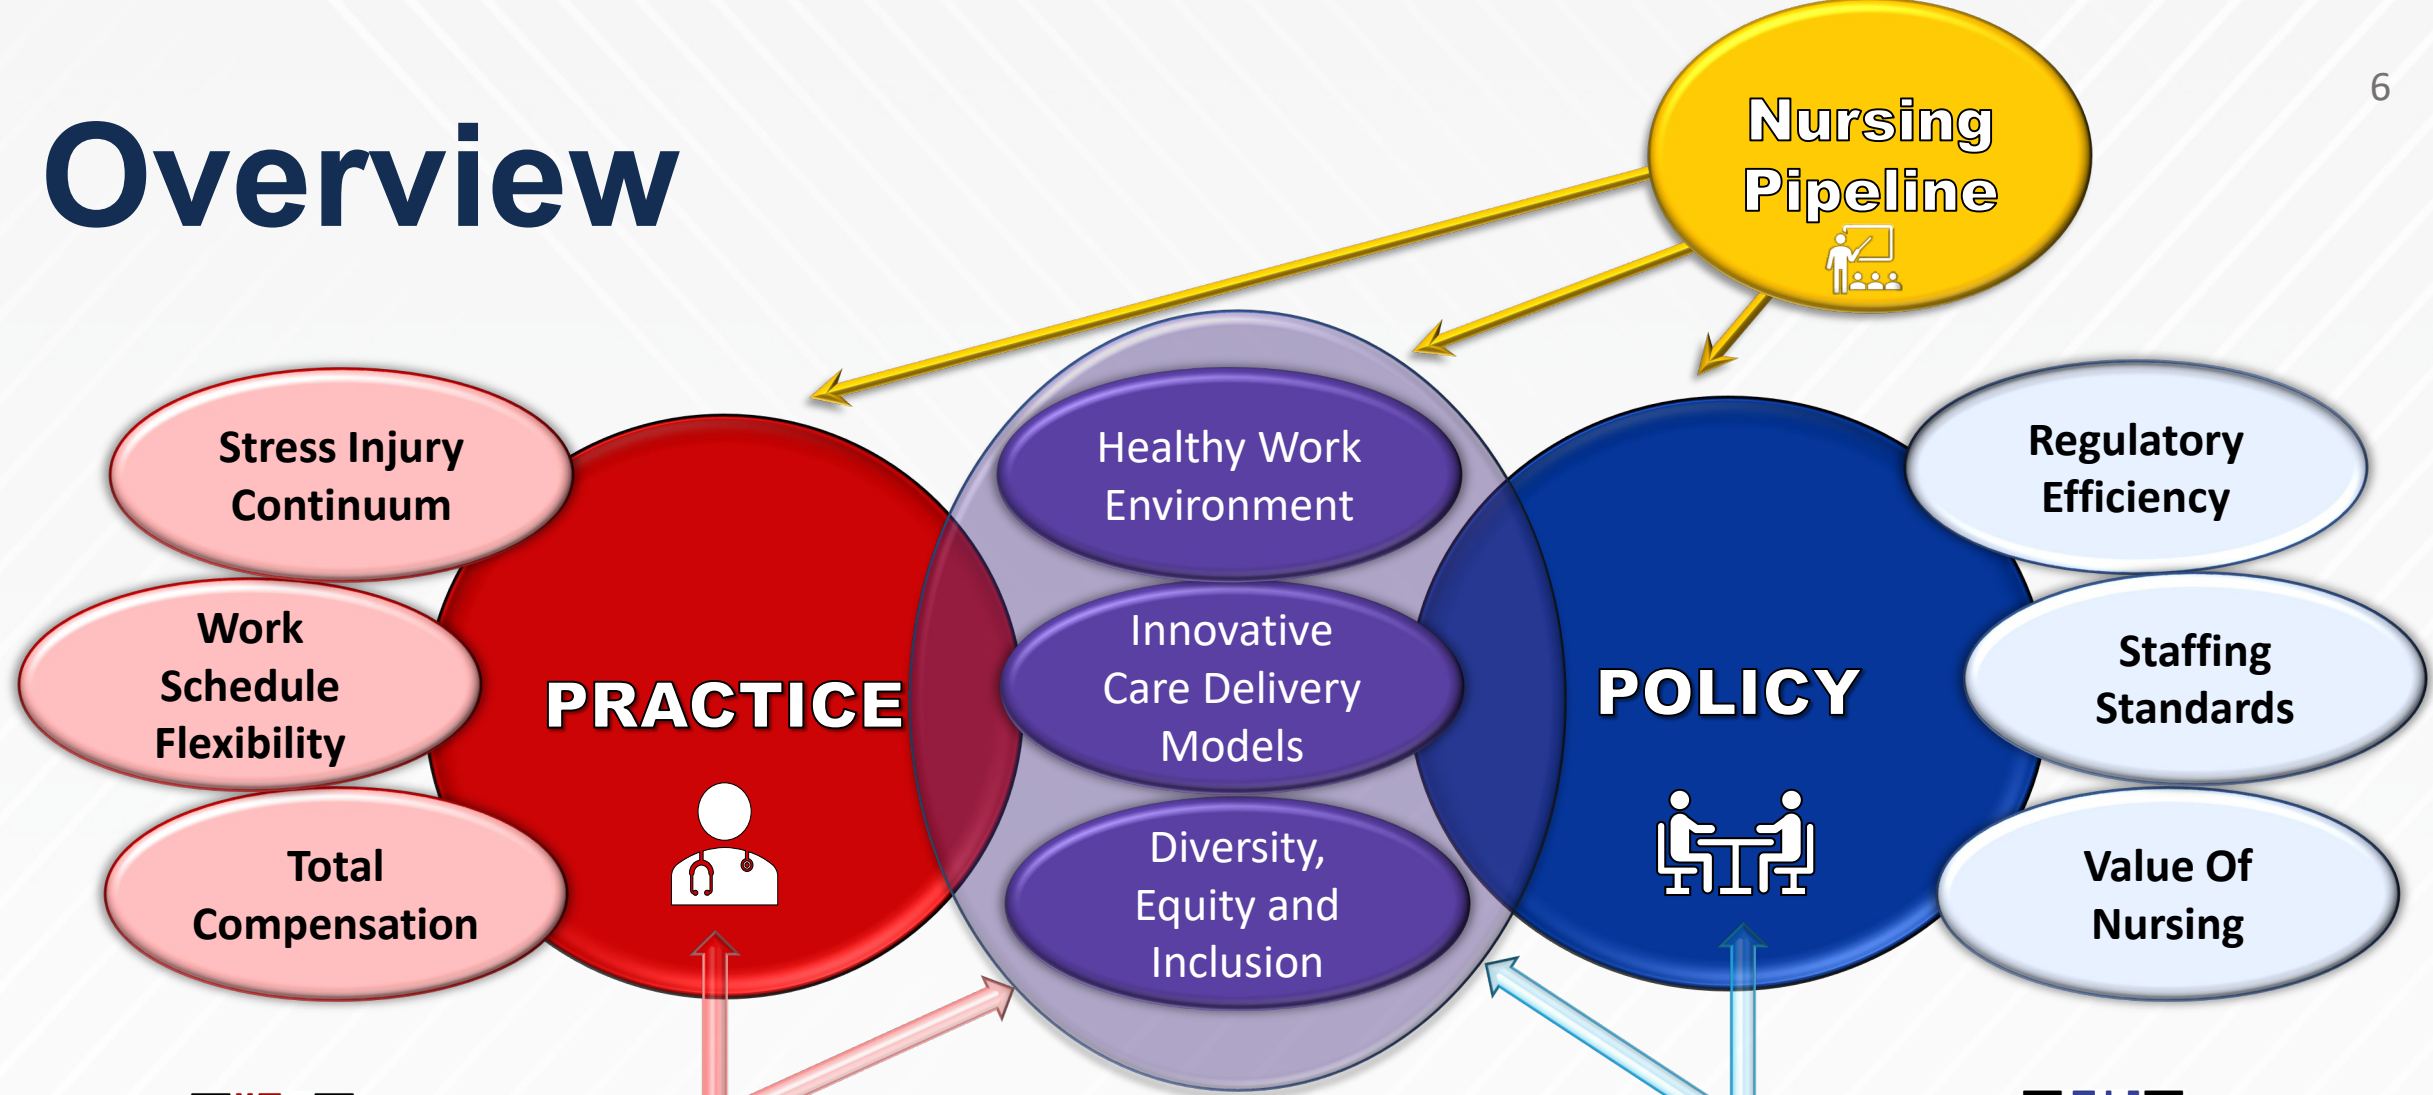 6
Overview
Nursing
Pipeline
Stress Injury
Continuum
Work
Schedule
Flexibility
Total
Compensation
PRACTICE
Healthy Work
Environment
Innovative
Care Delivery
Models
Diversity,
Equity and
Inclusion
POLICY
Regulatory
Efficiency
Staffing
Standards
Value Of
Nursing